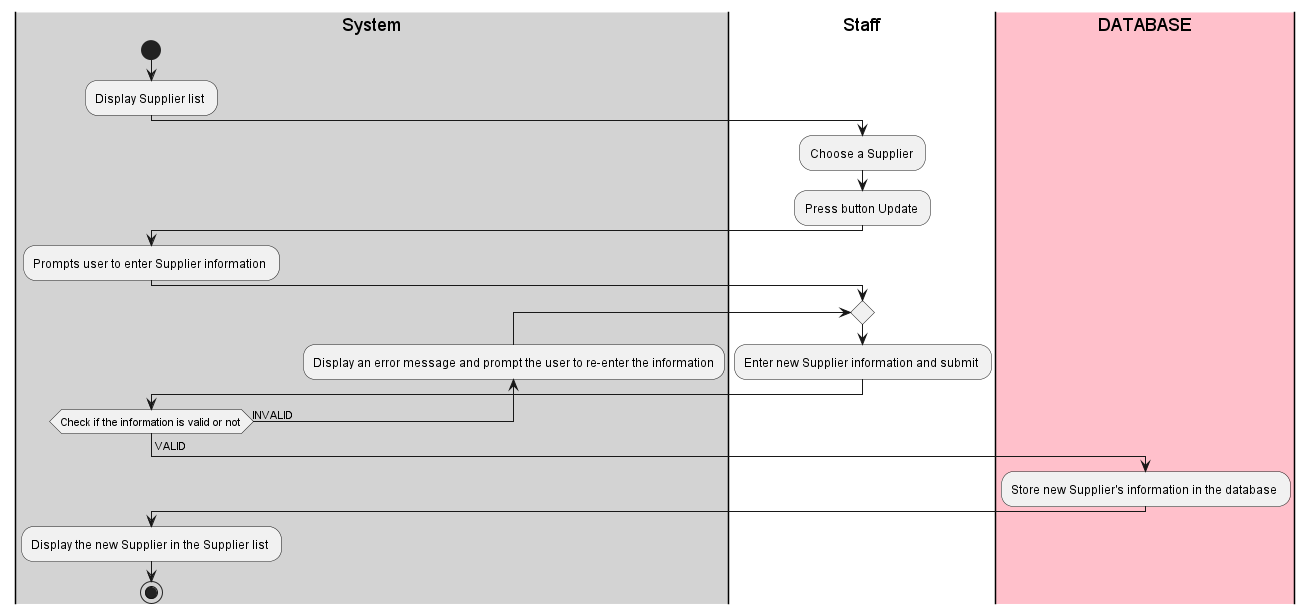 System
Staff
DATABASE
Display Supplier list
Choose a Supplier
Press button Update
Prompts user to enter Supplier information
Display an error message and prompt the user to re-enter the information
Enter new Supplier information and submit
Check if the information is valid or not
INVALID
VALID
Store new Supplier's information in the database
Display the new Supplier in the Supplier list